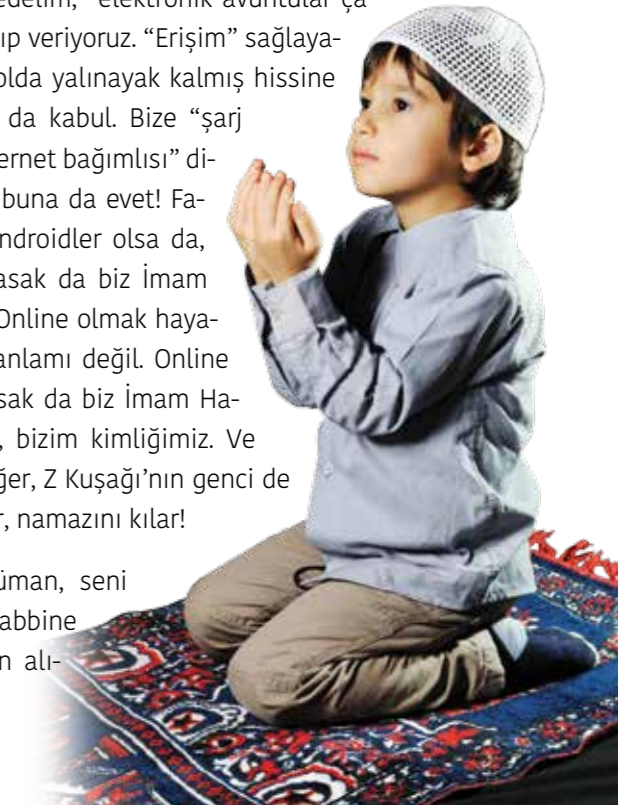 edelim,” elektronik avuntular ça
ıp veriyoruz. “Erişim” sağlaya-
olda yalınayak kalmış hissine
da kabul. Bize “şarj
ernet bağımlısı” di-
buna da evet! Fa-
ndroidler olsa da,
asak da biz İmam
Online olmak haya-
anlamı değil. Online
sak da biz İmam Ha-
, bizim kimliğimiz. Ve
ğer, Z Kuşağı’nın genci de
r, namazını kılar!
üman, seni
abbine
n alı-